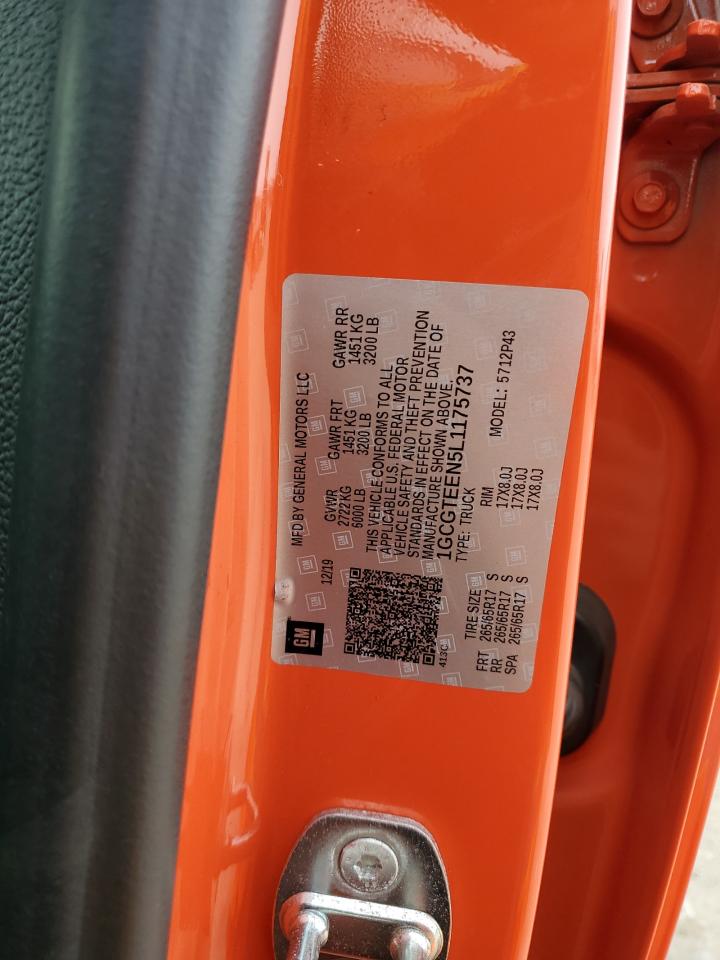 MFD BY GENERAL MOTORS LLC
12/19
GVWR GAWR FRT GAWR RR
2722 KG 1451 KG 1451 KG
6000 LB 3200 LB 3200 LB
THIS VEHICLE CONFORMS TO ALL
APPLICABLE U.S. FEDERAL MOTOR
VEHICLE SAFETY AND THEFT PREVENTION
STANDARDS IN EFFECT ON THE DATE OF
MANUFACTURE SHOWN ABOVE.
1GCGTEEN5L1175737
TYPE: TRUCK
GM
TIRE SIZE RIM MODEL: 5712P43
FRT 265/65R17 S 17X8.0J
RR 265/65R17 S 17X8.0J
SPA 265/65R17 S 17X8.0J